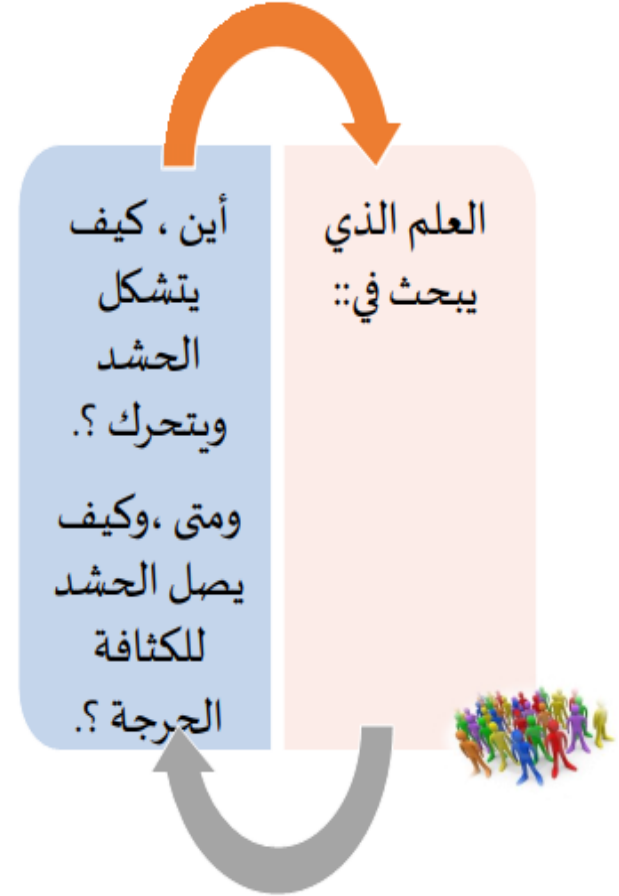 العلم الذي
يبحث في::
أين ، كيف
يتشكل
الحشد
ويتحرك ؟.
ومتى ،وكيف
يصل الحشد
للكثافة
الحرجة ؟.